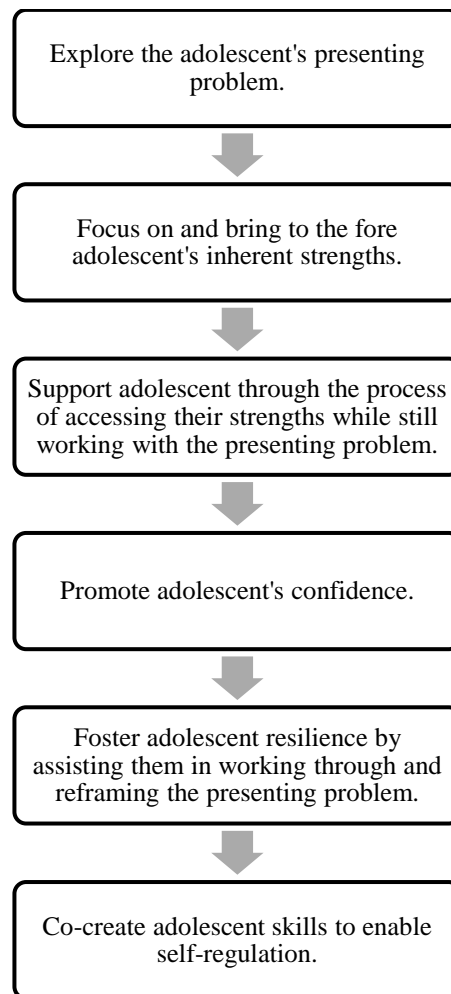 Explore the adolescent's presenting
problem.
Focus on and bring to the fore
adolescent's inherent strengths.
Support adolescent through the process
of accessing their strengths while still
working with the presenting problem.
Promote adolescent's confidence.
Foster adolescent resilience by
assisting them in working through and
reframing the presenting problem.
Co-create adolescent skills to enable
self-regulation.